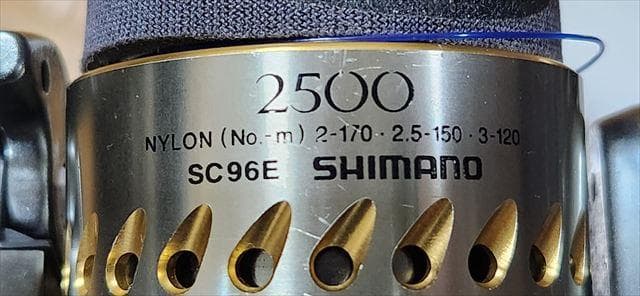 2500
NYLON (No.-m) 2-170・2.5-150・3-120
SC96E SHIMANO